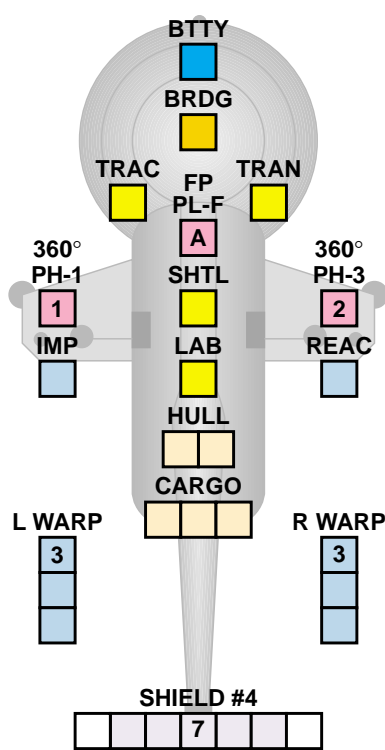 BTTY
BRDG
TRAC TRAN
FP
PL-F
A
360° 360°
PH-1 SHTL PH-3
1 2
IMP LAB REAC
HULL
CARGO
L WARP R WARP
3 3
SHIELD #4
7